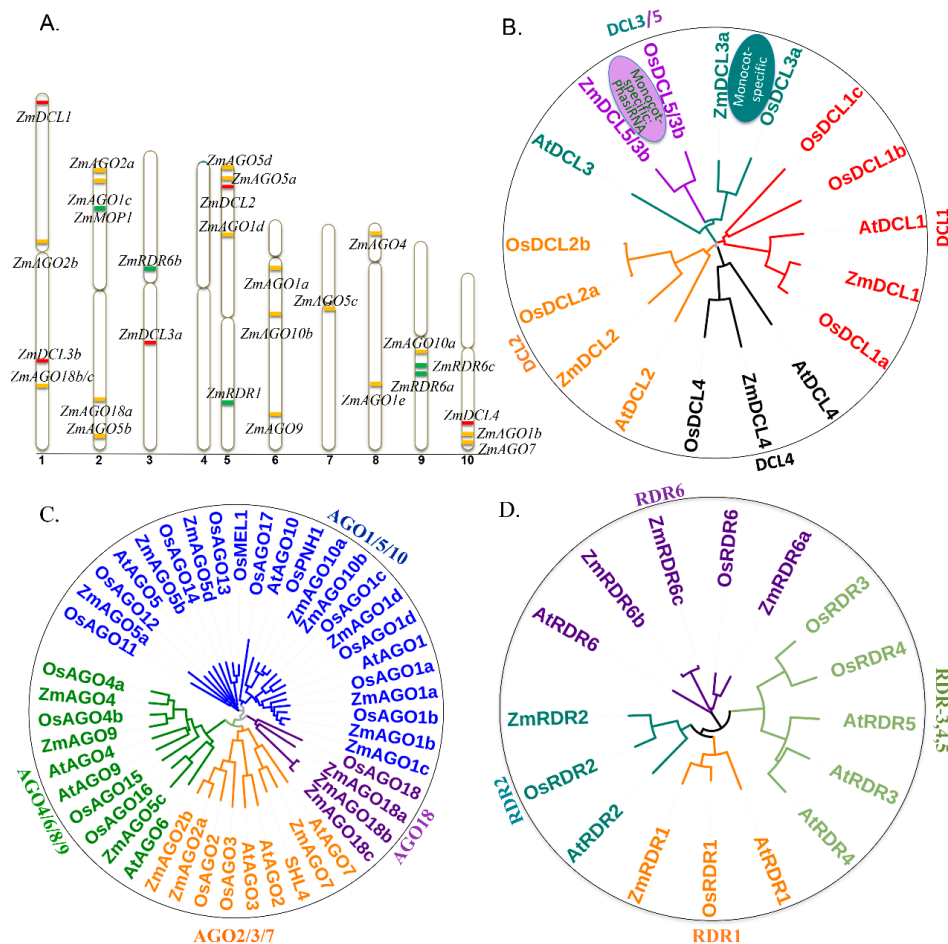 A.
ZmDCL1
ZmAGO2b
ZmDCL3b
ZmAGO18b/c
ZmAGO2a
ZmAGO1c
ZmMOP1
ZmAGO18a
ZmAGO5b
ZmRDR6b
ZmDCL3a
ZmAGO5d
ZmAGO5a
ZmDCL2
ZmAGO1d
ZmRDR1
ZmAGO1a
ZmAGO10b
ZmAGO9
ZmAGO5c
ZmAGO4
ZmAGO1e
ZmAGO10a
ZmRDR6c
ZmRDR6a
ZmDCL4
ZmAGO1b
ZmAGO7
1 2 3 4 5 6 7 8 9 10
B.
DCL3/5
Monocot-
specific:
PhasiRNA
Monocot-
specific
AtDCL3
ZmDCL5/3b
OsDCL5/3b
ZmDCL3a
OsDCL3a
OsDCL1c
OsDCL1b
AtDCL1
ZmDCL1
OsDCL1a
DCL1
AtDCL4
ZmDCL4
OsDCL4
DCL4
AtDCL2
ZmDCL2
OsDCL2a
OsDCL2b
DCL2
C.
AGO1/5/10
OsAGO11
ZmAGO5a
OsAGO12
AtAGO5
ZmAGO5b
OsAGO14
ZmAGO5d
OsAGO13
OsMEL1
OsAGO17
AtAGO10
OsPNH1
ZmAGO10a
ZmAGO10b
OsAGO1c
ZmAGO1d
OsAGO1d
AtAGO1
OsAGO1a
ZmAGO1a
OsAGO1b
ZmAGO1b
ZmAGO1c
OsAGO18
ZmAGO18a
ZmAGO18b
ZmAGO18c
AGO18
AtAGO7
ZmAGO7
SHL4
AtAGO2
AtAGO3
OsAGO3
OsAGO2
ZmAGO2a
ZmAGO2b
AGO2/3/7
AtAGO6
ZmAGO5c
OsAGO16
OsAGO15
AtAGO9
AtAGO4
ZmAGO9
OsAGO4b
ZmAGO4
OsAGO4a
AGO4/6/8/9
D.
RDR6
AtRDR6
ZmRDR6b
ZmRDR6c
OsRDR6
ZmRDR6a
OsRDR3
OsRDR4
AtRDR5
AtRDR3
AtRDR4
RDR-3,4,5
AtRDR1
OsRDR1
ZmRDR1
RDR1
AtRDR2
OsRDR2
ZmRDR2
RDR2